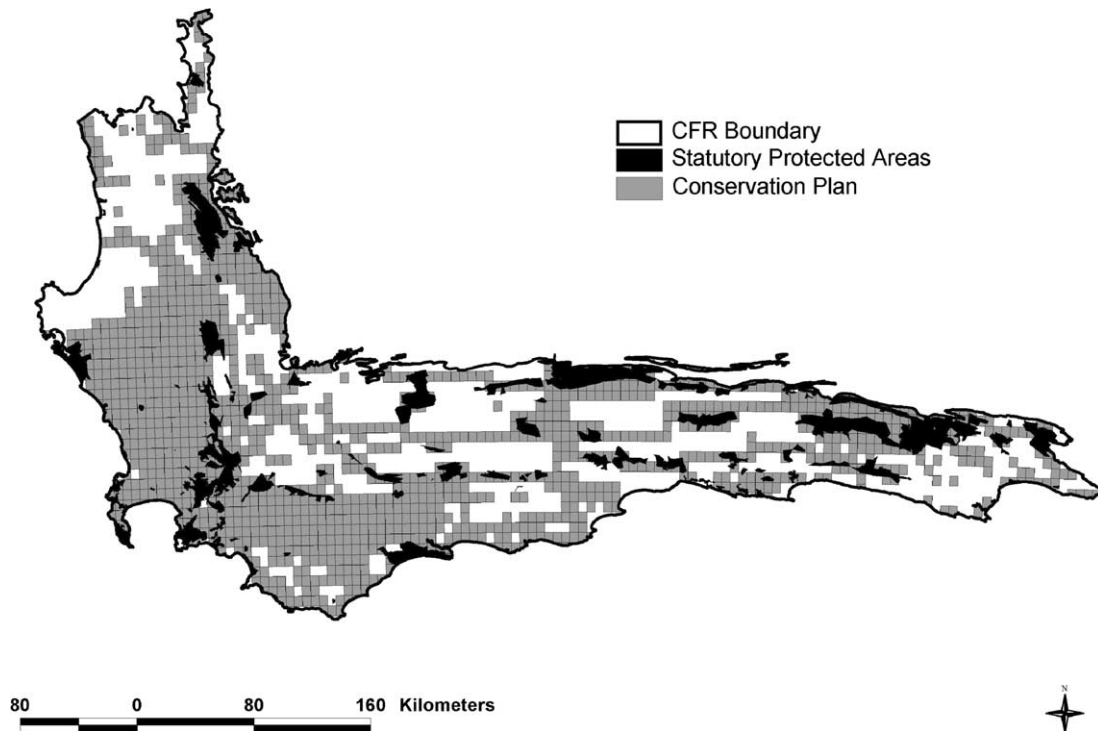 CFR Boundary
Statutory Protected Areas
Conservation Plan
80 0 80 160 Kilometers
N